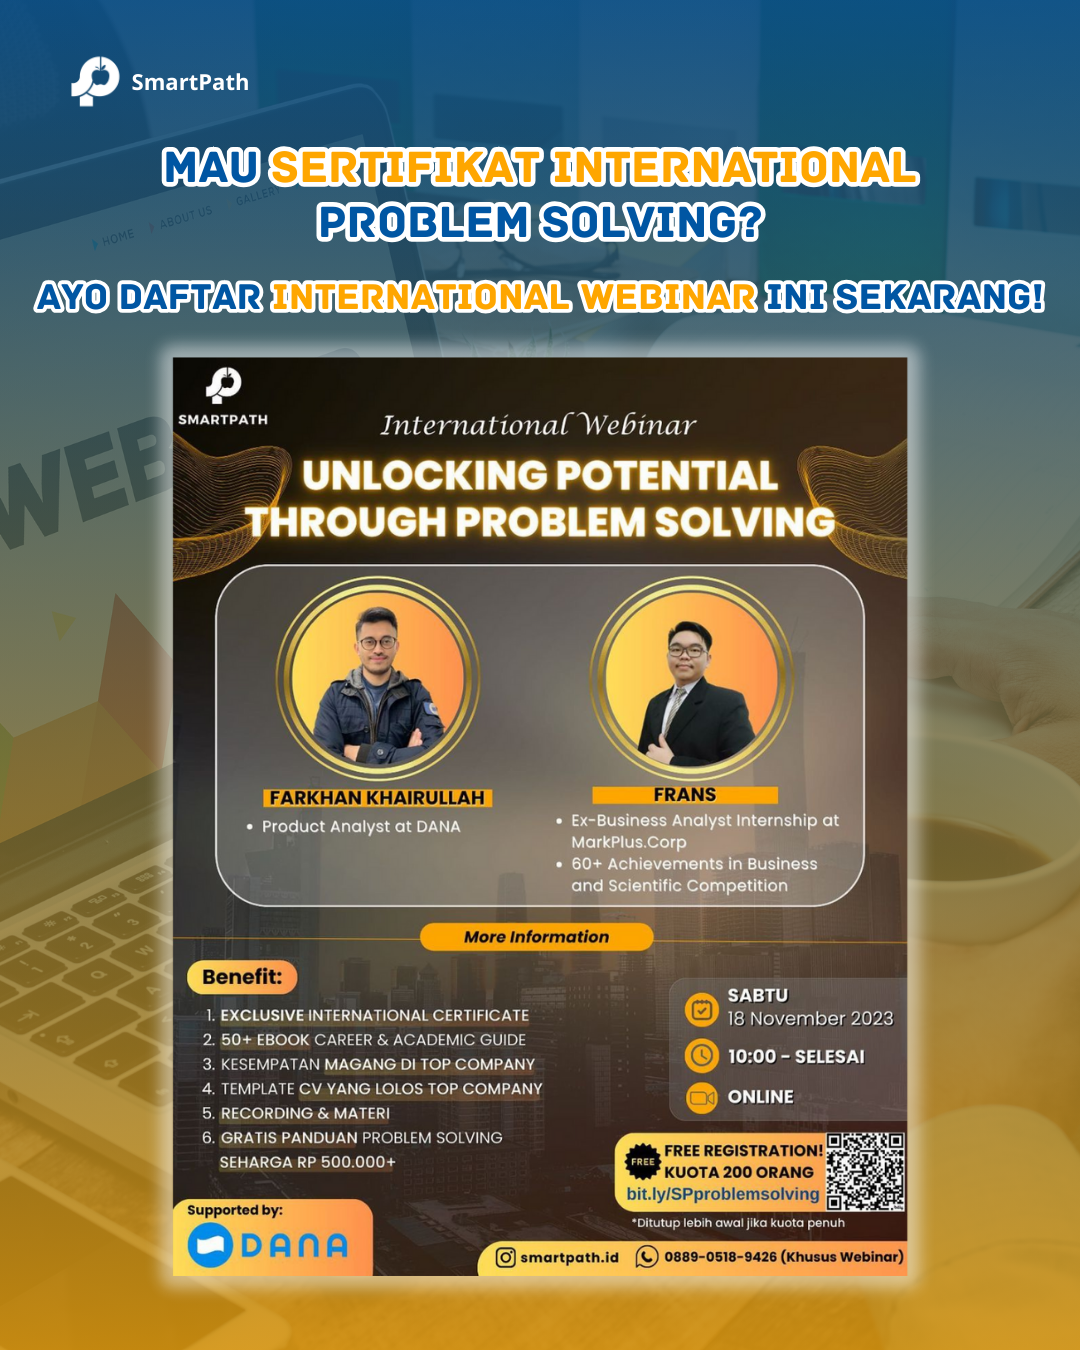 SmartPath
MAU SERTIFIKAT INTERNATIONAL
PROBLEM SOLVING?
AYO DAFTAR INTERNATIONAL WEBINAR INI SEKARANG!
HOME
ABOUT US
GALLERY
WEB
SMARTPATH
International Webinar
UNLOCKING POTENTIAL
THROUGH PROBLEM SOLVING
FARKHAN KHAIRULLAH
• Product Analyst at DANA
FRANS
• Ex-Business Analyst Internship at
MarkPlus.Corp
• 60+ Achievements in Business
and Scientific Competition
More Information
Benefit:
1. EXCLUSIVE INTERNATIONAL CERTIFICATE
2. 50+ EBOOK CAREER & ACADEMIC GUIDE
3. KESEMPATAN MAGANG DI TOP COMPANY
4. TEMPLATE CV YANG LOLOS TOP COMPANY
5. RECORDING & MATERI
6. GRATIS PANDUAN PROBLEM SOLVING
SEHARGA RP 500.000+
SABTU
18 November 2023
10:00 - SELESAI
ONLINE
FREE
FREE REGISTRATION!
KUOTA 200 ORANG
bit.ly/SPproblemsolving
*Ditutup lebih awal jika kuota penuh
Supported by:
DANA
smartpath.id
0889-0518-9426 (Khusus Webinar)